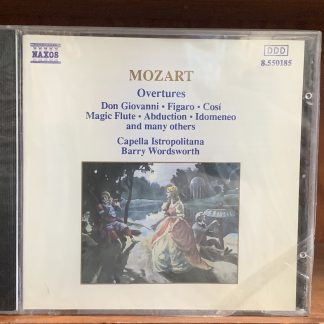 NAXOS
DDD
8.550185
MOZART
Overtures
Don Giovanni • Figaro • Così
Magic Flute • Abduction • Idomeneo
and many others
Capella Istropolitana
Barry Wordsworth